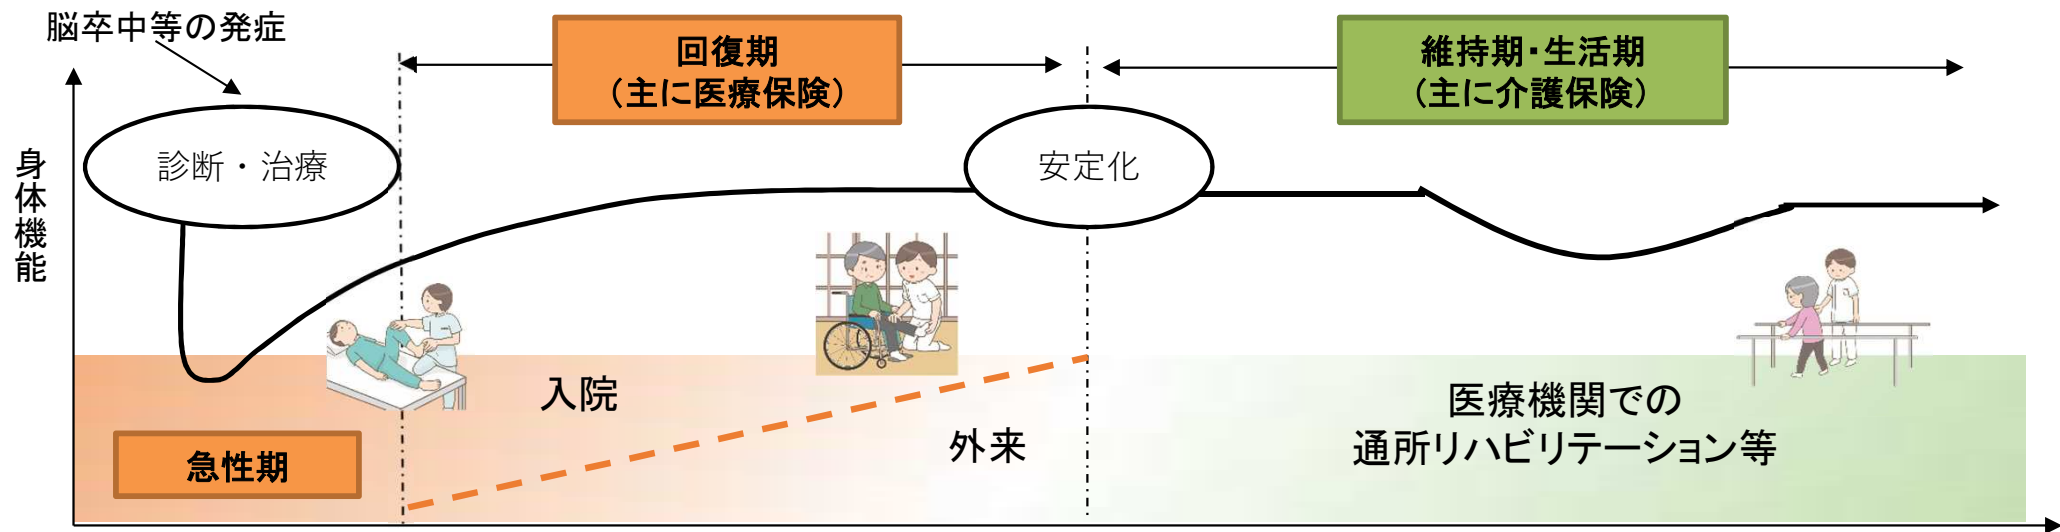 脳卒中等の発症
回復期
（主に医療保険）
維持期・生活期
（主に介護保険）
診断・治療
安定化
身体機能
入院
外来
急性期
医療機関での
通所リハビリテーション等